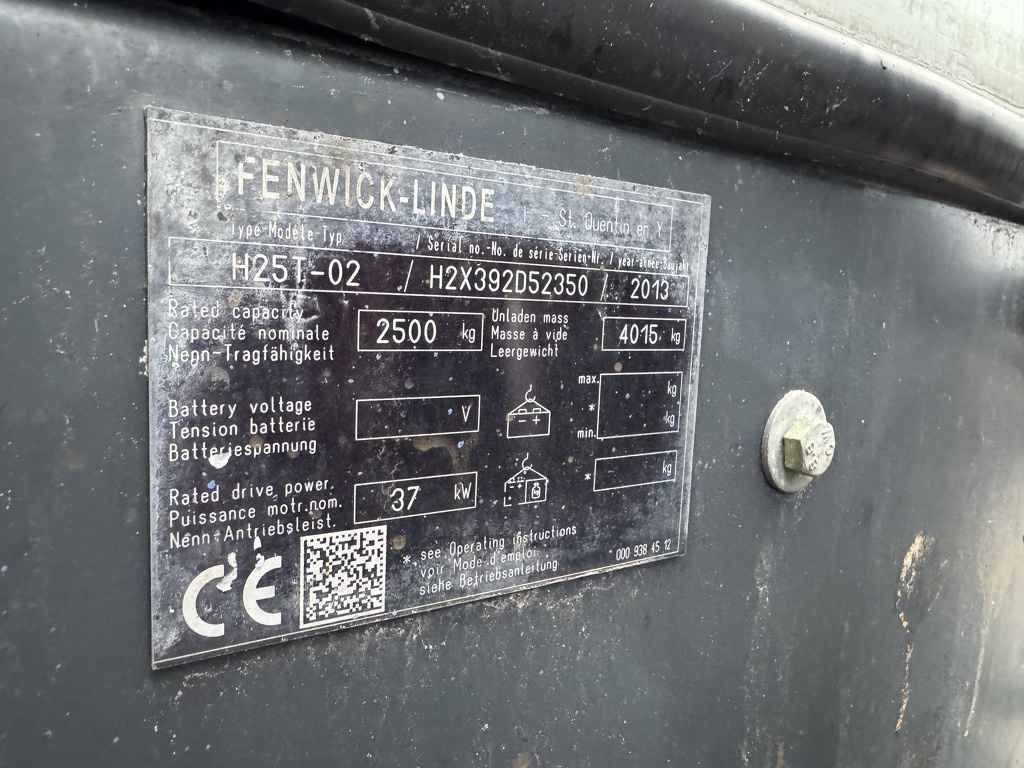 FENWICK-LINDE
St. Quentin en Y
Type-Modèle-Typ / Serial no.-No. de série-Serien-Nr. / year-année-Baujahr
H25T-02 / H2X392D52350 / 2013
Rated capacity
Capacité nominale
Nepn-Tragfähigkeit
2500 kg
Unladen mass
Masse à vide
Leergewicht
4015 kg
Battery voltage
Tension batterie
Batteriespannung
V
- +
max. kg
* kg
min.
Rated drive power.
Puissance motr.nom.
Nenn-Antriebsleist.
37 kW
* kg
CE
*. see Operating instructions
voir Mode d'emploi
siehe Betriebsanleitung
000 938 45 12